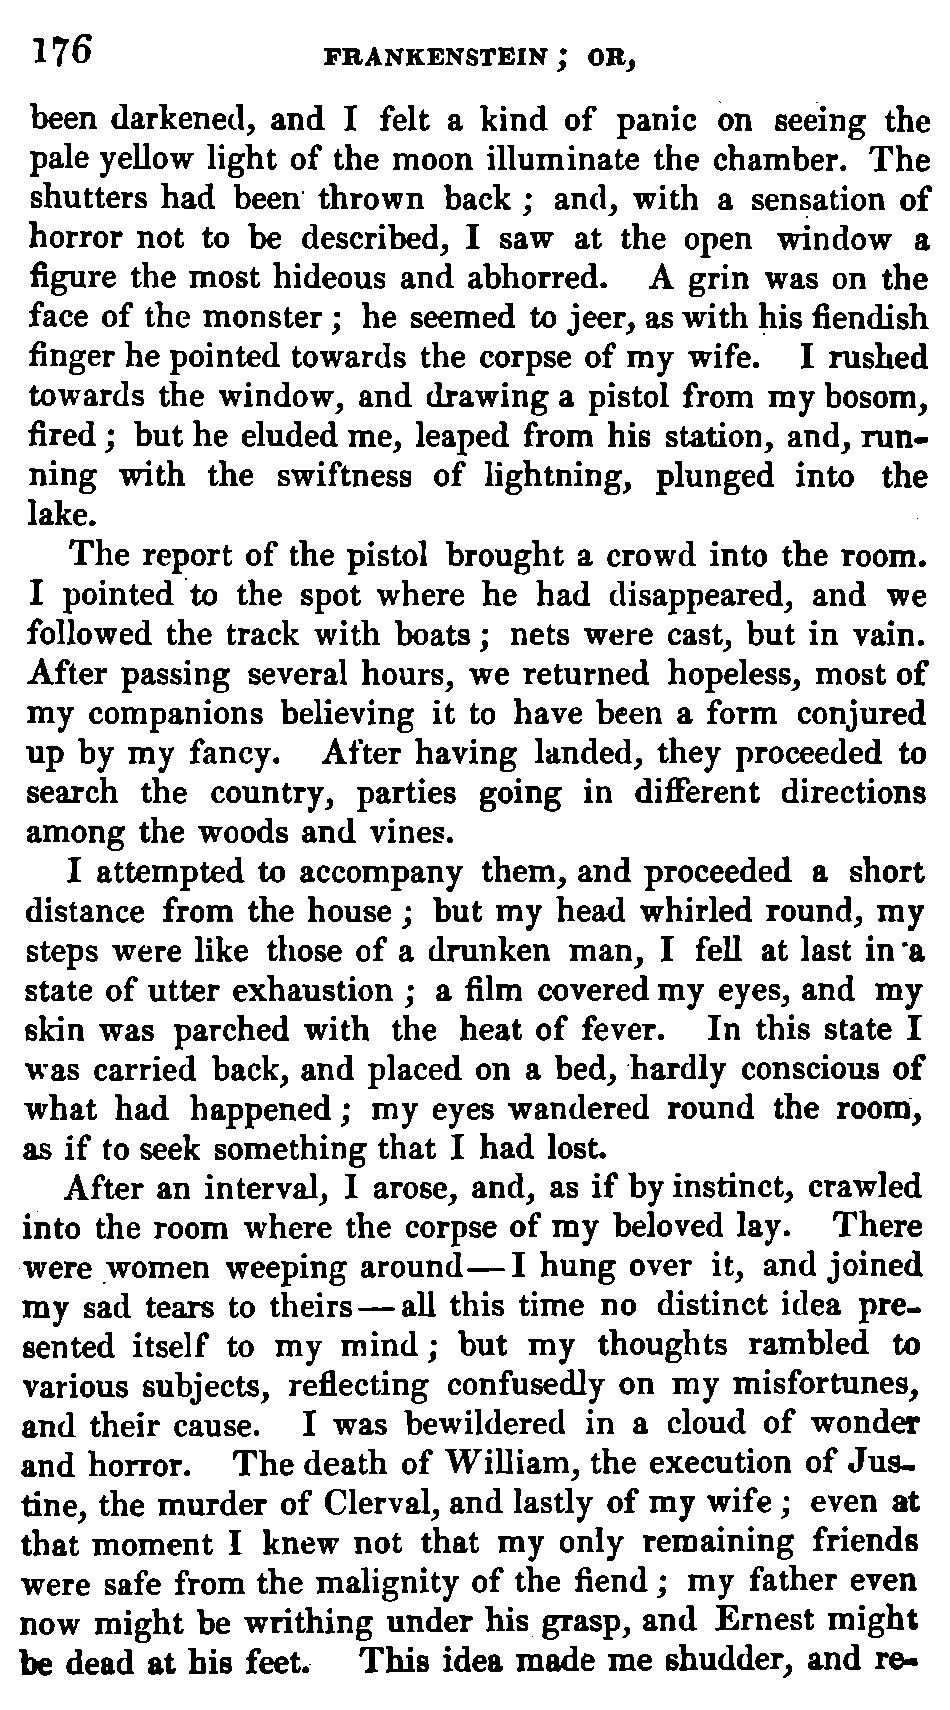 176 FRANKENSTEIN ; OR,
been darkened, and I felt a kind of panic on seeing the
pale yellow light of the moon illuminate the chamber. The
shutters had been thrown back ; and, with a sensation of
horror not to be described, I saw at the open window a
figure the most hideous and abhorred. A grin was on the
face of the monster ; he seemed to jeer, as with his fiendish
finger he pointed towards the corpse of my wife. I rushed
towards the window, and drawing a pistol from my bosom,
fired ; but he eluded me, leaped from his station, and, run-
ning with the swiftness of lightning, plunged into the
lake.
The report of the pistol brought a crowd into the room.
I pointed to the spot where he had disappeared, and we
followed the track with boats ; nets were cast, but in vain.
After passing several hours, we returned hopeless, most of
my companions believing it to have been a form conjured
up by my fancy. After having landed, they proceeded to
search the country, parties going in different directions
among the woods and vines.
I attempted to accompany them, and proceeded a short
distance from the house ; but my head whirled round, my
steps were like those of a drunken man, I fell at last in a
state of utter exhaustion ; a film covered my eyes, and my
skin was parched with the heat of fever. In this state I
was carried back, and placed on a bed, hardly conscious of
what had happened ; my eyes wandered round the room,
as if to seek something that I had lost.
After an interval, I arose, and, as if by instinct, crawled
into the room where the corpse of my beloved lay. There
were women weeping around—I hung over it, and joined
my sad tears to theirs—all this time no distinct idea pre-
sented itself to my mind ; but my thoughts rambled to
various subjects, reflecting confusedly on my misfortunes,
and their cause. I was bewildered in a cloud of wonder
and horror. The death of William, the execution of Jus-
tine, the murder of Clerval, and lastly of my wife ; even at
that moment I knew not that my only remaining friends
were safe from the malignity of the fiend ; my father even
now might be writhing under his grasp, and Ernest might
be dead at his feet. This idea made me shudder, and re-